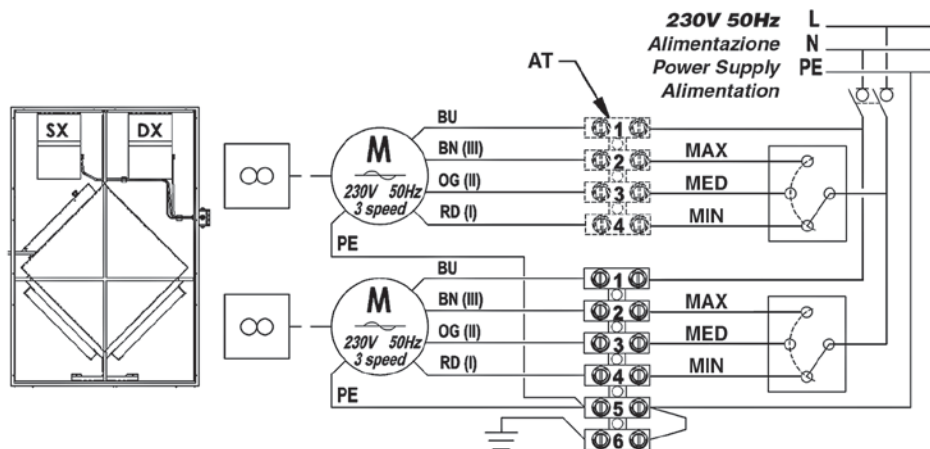 230V 50Hz L
Alimentazione N
Power Supply PE
Alimentation
AT
SX DX
BU 1
BN (III) 2 MAX
M
230V 50Hz
3 speed
OG (II) 3 MED
RD (I) 4 MIN
PE
BU 1
BN (III) 2 MAX
M
230V 50Hz
3 speed
OG (II) 3 MED
RD (I) 4 MIN
PE 5
6